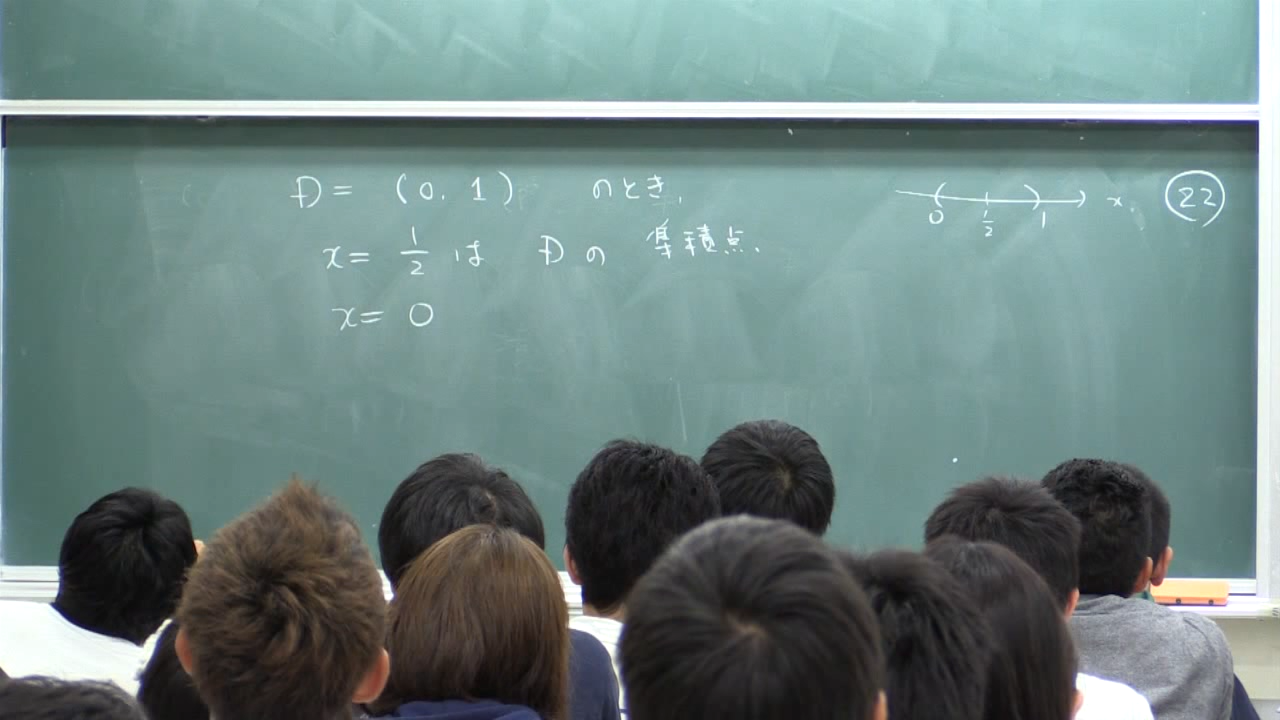 D = (0, 1) のとき,
x = 1/2 は D の 集積点.
x = 0
0 1/2 1 x
22